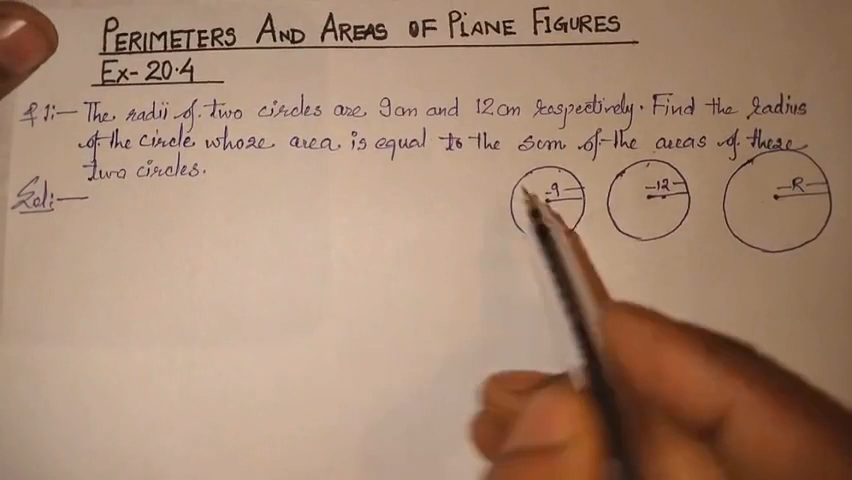 PERIMETERS AND AREAS OF PLANE FIGURES
Ex- 20.4
Q 1:— The radii of two circles are 9cm and 12cm respectively. Find the radius
of the circle whose area is equal to the sum of the areas of these
two circles.
Sol:—
9
12
R